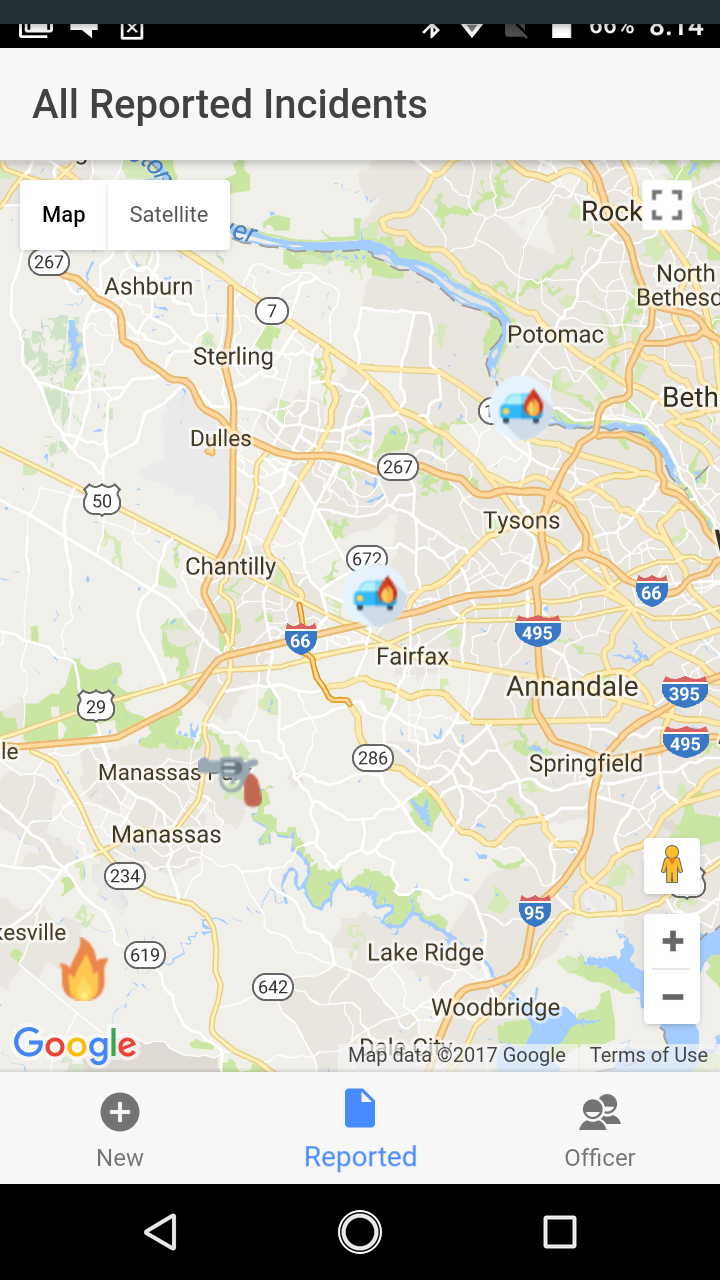 66% 8:14
All Reported Incidents
Map Satellite
Rock
267
Ashburn
North
Bethesd
7
Potomac
Sterling
Beth
Dulles
267
50
Tysons
672
Chantilly
66
66
495
Fairfax
Annandale
395
29
495
le
286
Springfield
Manassas
Manassas
234
95
kesville
619
Lake Ridge
642
Woodbridge
Google
Dale City
Map data ©2017 Google Terms of Use
New
Reported
Officer